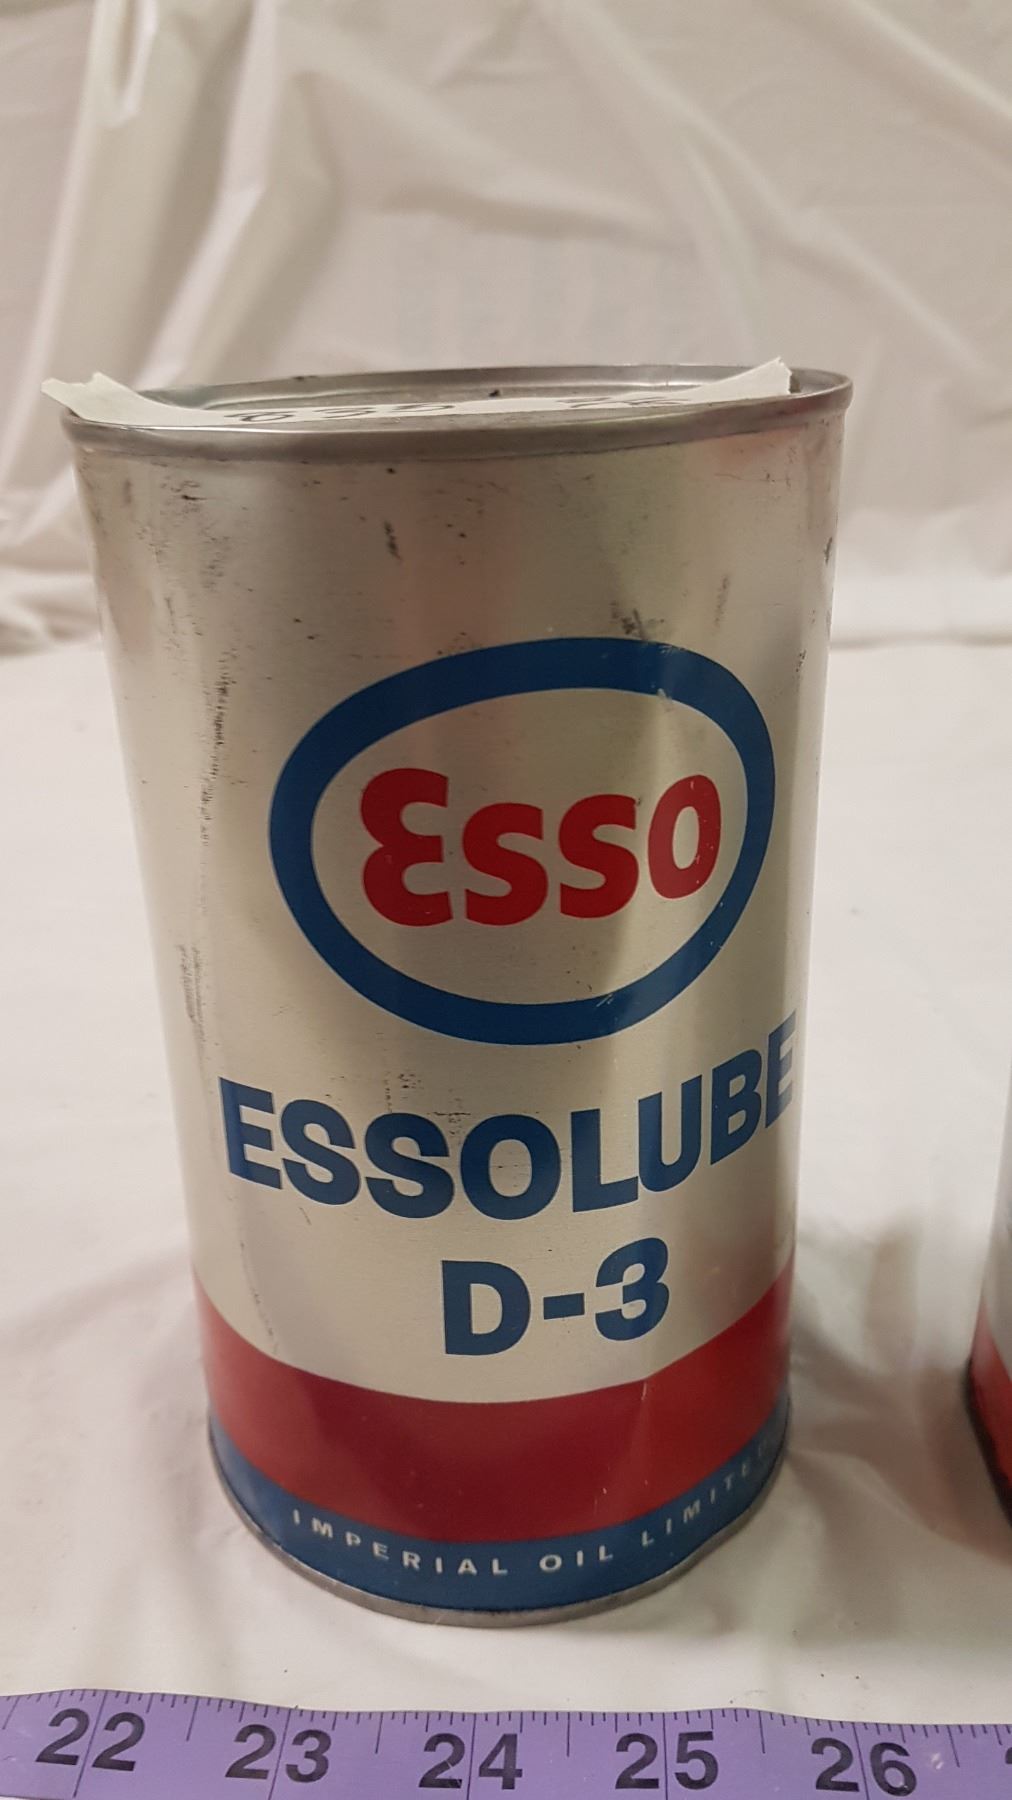 Esso
ESSOLUBE
D-3
IMPERIAL OIL LIMITED
22 23 24 25 26